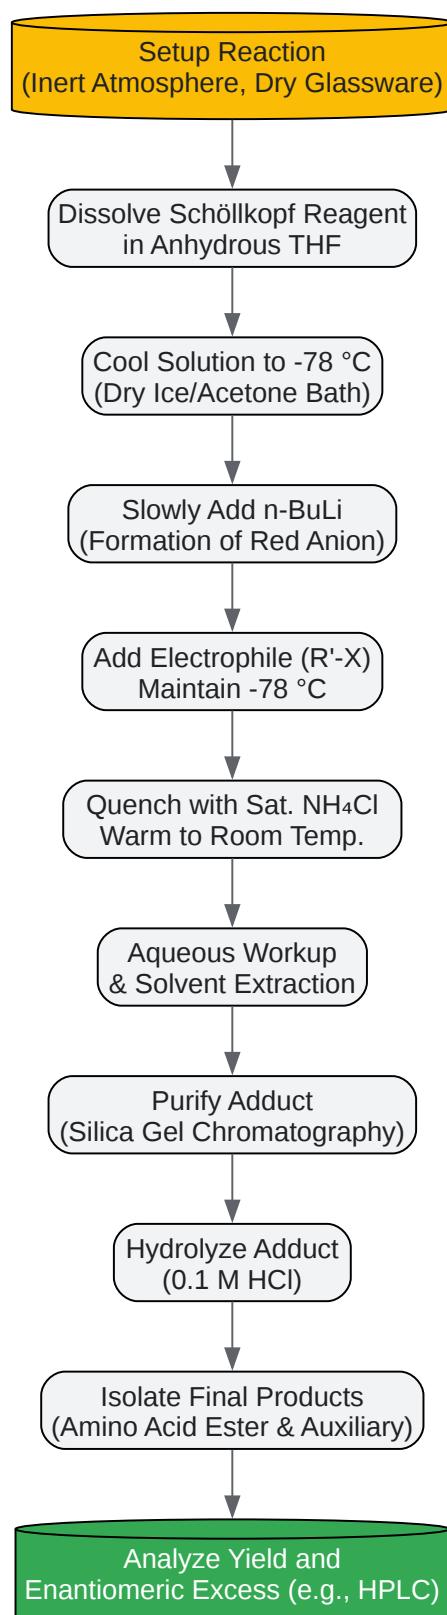 Setup Reaction
(Inert Atmosphere, Dry Glassware)
Dissolve Schöllkopf Reagent
in Anhydrous THF
Cool Solution to -78 °C
(Dry Ice/Acetone Bath)
Slowly Add n-BuLi
(Formation of Red Anion)
Add Electrophile (R'-X)
Maintain -78 °C
Quench with Sat. NH₄Cl
Warm to Room Temp.
Aqueous Workup
& Solvent Extraction
Purify Adduct
(Silica Gel Chromatography)
Hydrolyze Adduct
(0.1 M HCl)
Isolate Final Products
(Amino Acid Ester & Auxiliary)
Analyze Yield and
Enantiomeric Excess (e.g., HPLC)